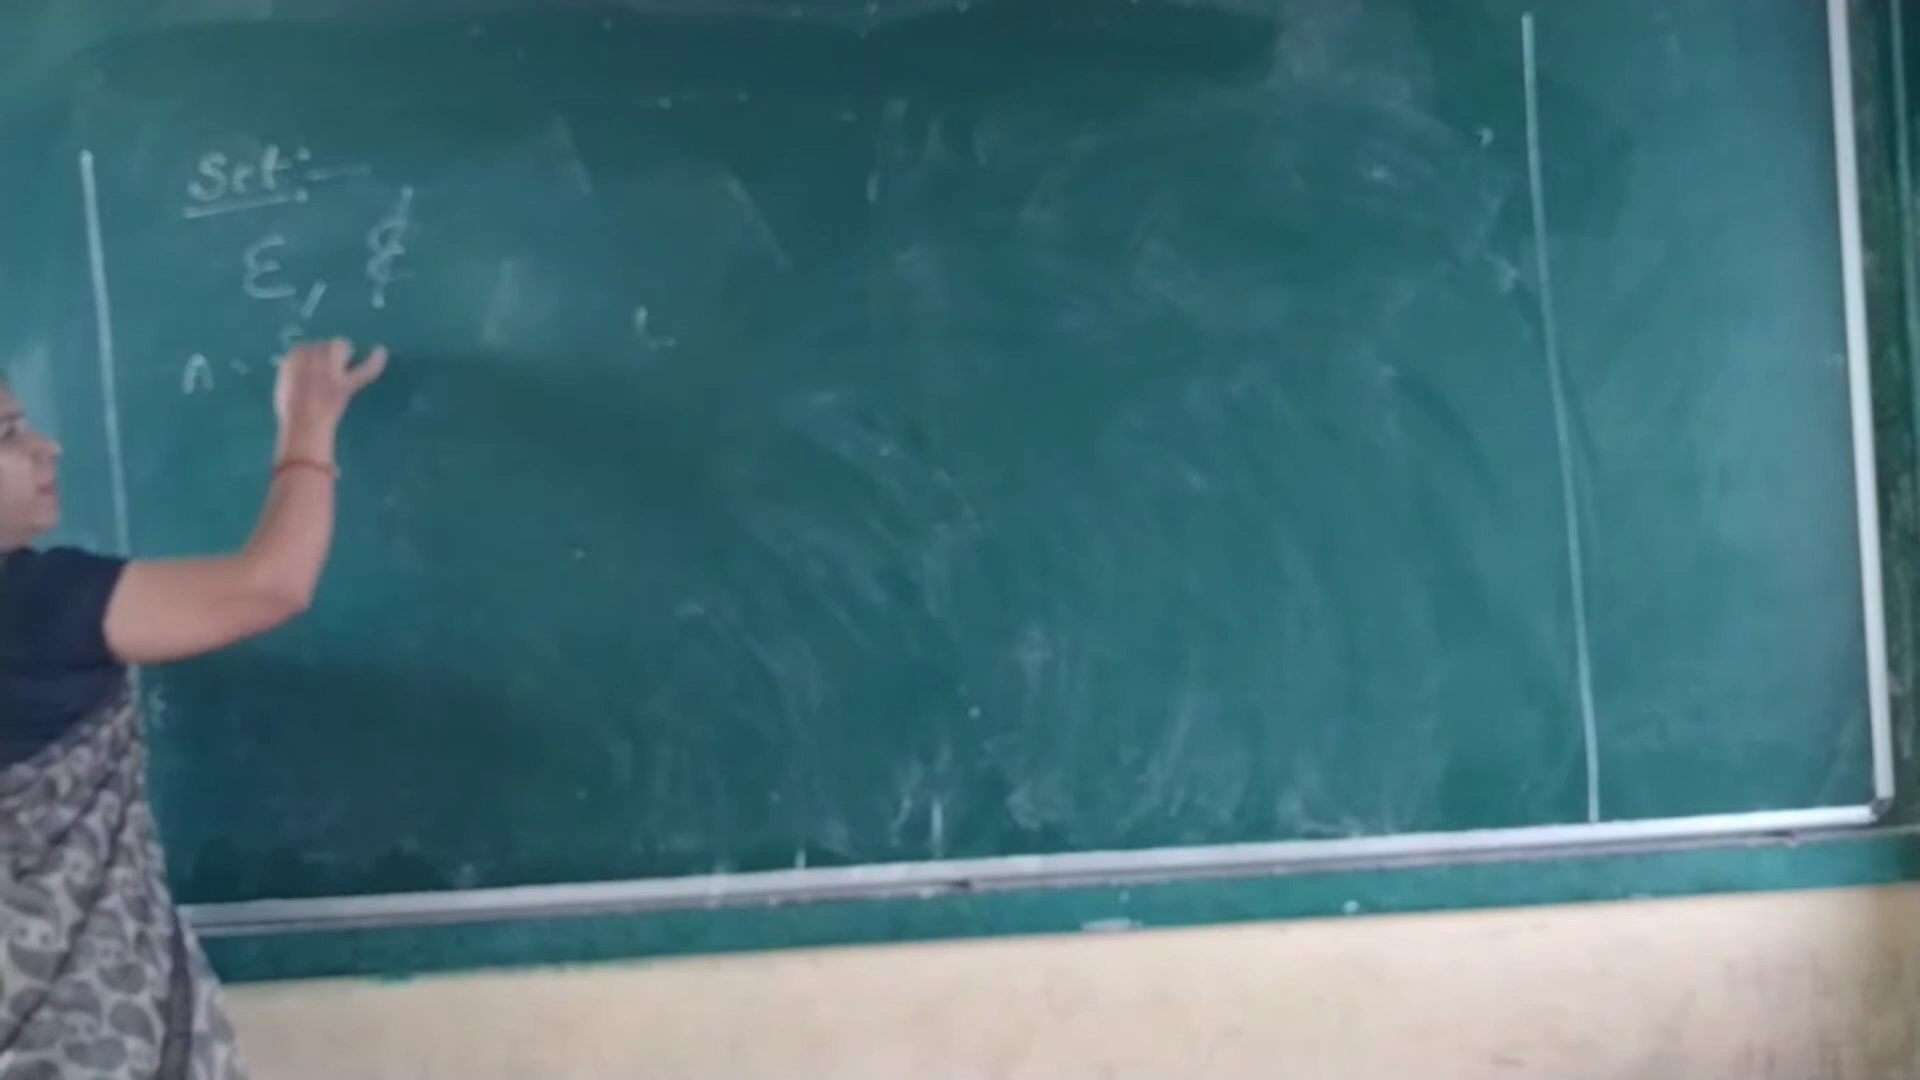 Set:-
∈, ∉
A =